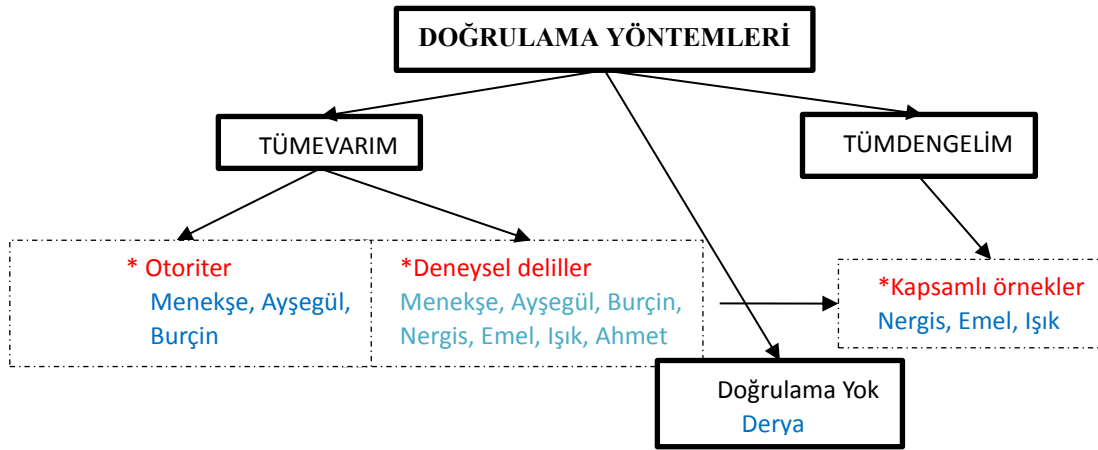 DOĞRULAMA YÖNTEMLERİ
TÜMEVARIM
TÜMDENGELİM
* Otoriter
Menekşe, Ayşegül,
Burçin
*Deneysel deliller
Menekşe, Ayşegül, Burçin,
Nergis, Emel, Işık, Ahmet
*Kapsamlı örnekler
Nergis, Emel, Işık
Doğrulama Yok
Derya